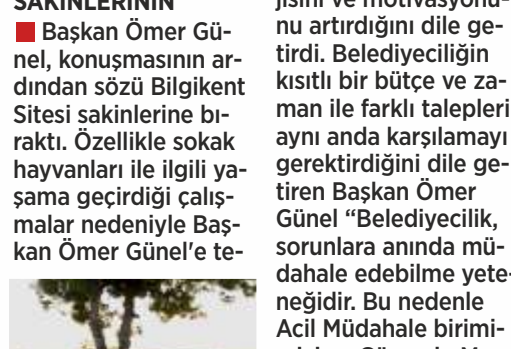 SAKİNLERİNİN
Başkan Ömer Gü-
nel, konuşmasının ar-
dından sözü Bilgikent
Sitesi sakinlerine bı-
raktı. Özellikle sokak
hayvanları ile ilgili ya-
şama geçirdiği çalış-
malar nedeniyle Baş-
kan Ömer Günel'e te-
jisini ve motivasyonu-
nu artırdığını dile ge-
tirdi. Belediyeciliğin
kısıtlı bir bütçe ve za-
man ile farklı talepleri
aynı anda karşılamayı
gerektirdiğini dile ge-
tiren Başkan Ömer
Günel “Belediyecilik,
sorunlara anında mü-
dahale edebilme yete-
neğidir. Bu nedenle
Acil Müdahale birimi-